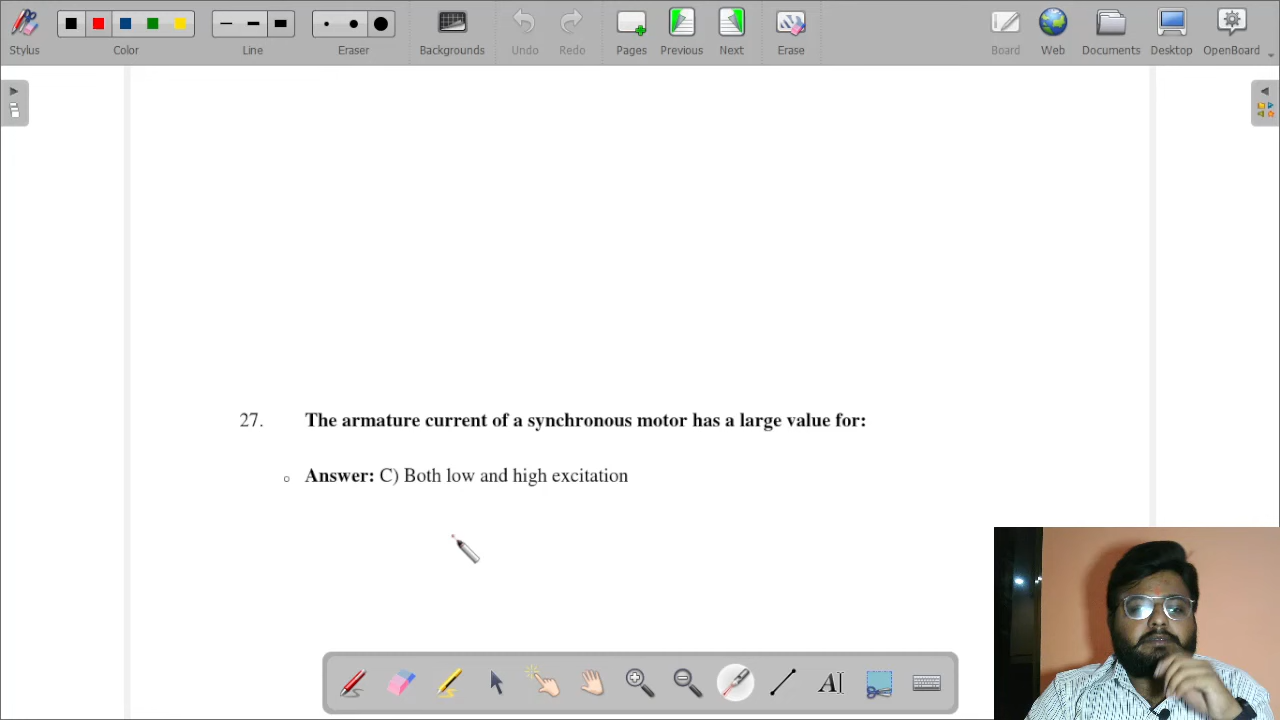 Stylus
Color
Line
Eraser
Backgrounds
Undo
Redo
Pages
Previous
Next
Erase
Board
Web
Documents
Desktop
OpenBoard
27. The armature current of a synchronous motor has a large value for:
o Answer: C) Both low and high excitation